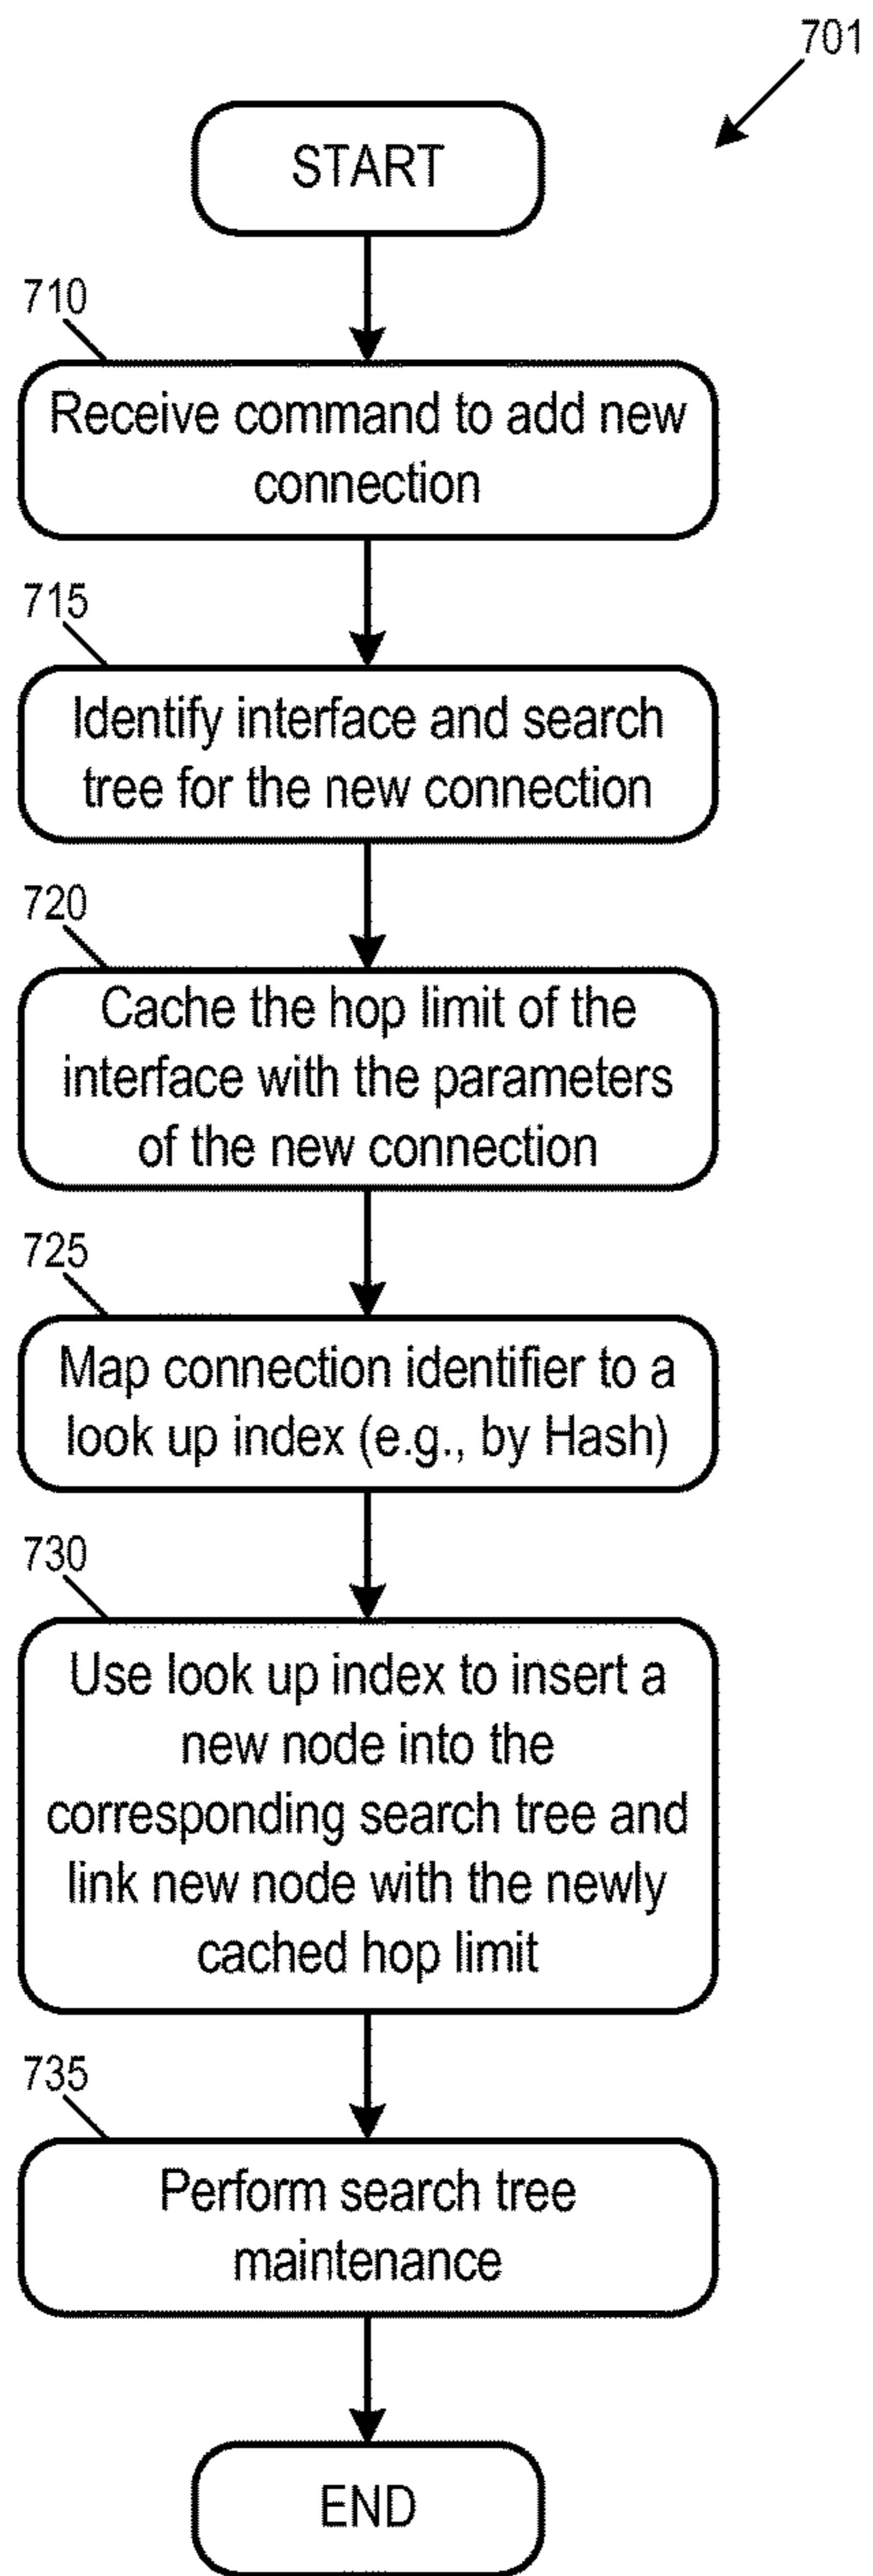 701
START
710
Receive command to add new
connection
715
Identify interface and search
tree for the new connection
720
Cache the hop limit of the
interface with the parameters
of the new connection
725
Map connection identifier to a
look up index (e.g., by Hash)
730
Use look up index to insert a
new node into the
corresponding search tree and
link new node with the newly
cached hop limit
735
Perform search tree
maintenance
END